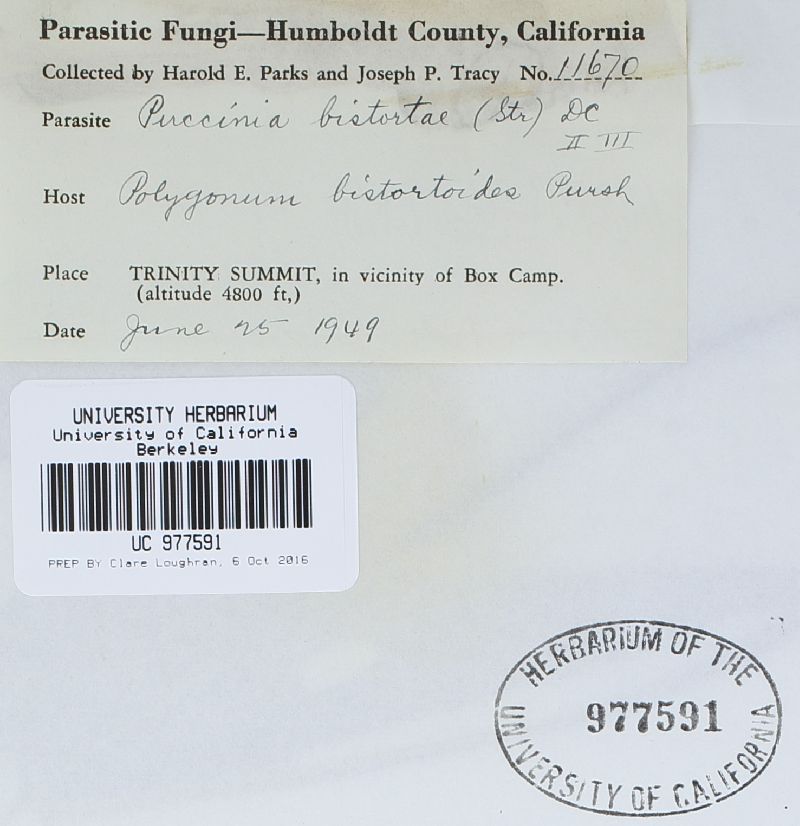 Parasitic Fungi—Humboldt County, California
Collected by Harold E. Parks and Joseph P. Tracy No. 11670
Parasite Puccinia bistortae (Str) DC
II III
Host Polygonum bistortoides Pursh
Place TRINITY SUMMIT, in vicinity of Box Camp.
(altitude 4800 ft,)
Date June 25 1949
UNIVERSITY HERBARIUM
University of California
Berkeley
UC 977591
PREP BY Clare Loughran, 6 Oct 2016
HERBARIUM OF THE
977591
UNIVERSITY OF CALIFORNIA